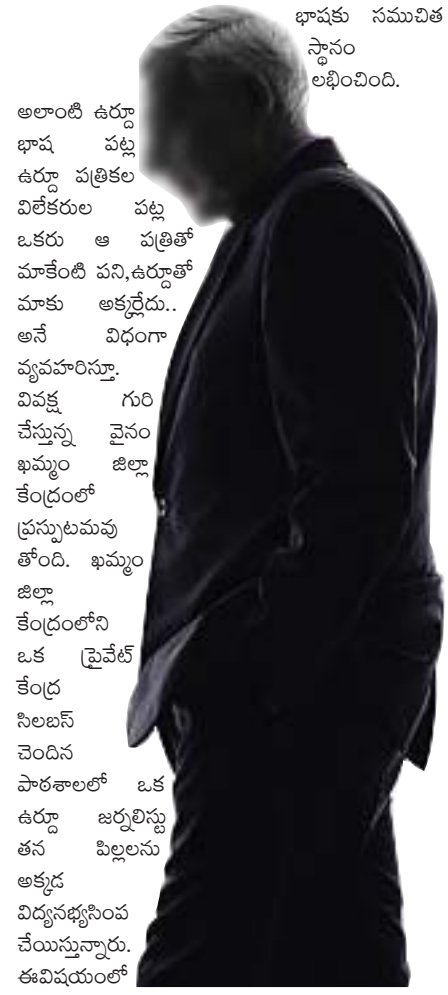 భాషకు సముచిత
స్థానం
లభించింది.
అలాంటి ఉర్దూ
భాష పట్ల
ఉర్దూ పత్రికల
విలేకరుల పట్ల
ఒకరు ఆ పత్రితో
మాకేంటి పని,ఉర్దూతో
మాకు అక్కర్లేదు..
అనే విధంగా
వ్యవహరిస్తూ.
వివక్ష గురి
చేస్తున్న వైనం
ఖమ్మం జిల్లా
కేంద్రంలో
ప్రస్పుటమవు
తోంది. ఖమ్మం
జిల్లా
కేంద్రంలోని
ఒక ప్రైవేట్
కేంద్ర
సిలబస్
చెందిన
పాఠశాలలో ఒక
ఉర్దూ జర్నలిస్టు
తన పిల్లలను
అక్కడ
విద్యనభ్యసింప
చేయిస్తున్నారు.
ఈవిషయంలో